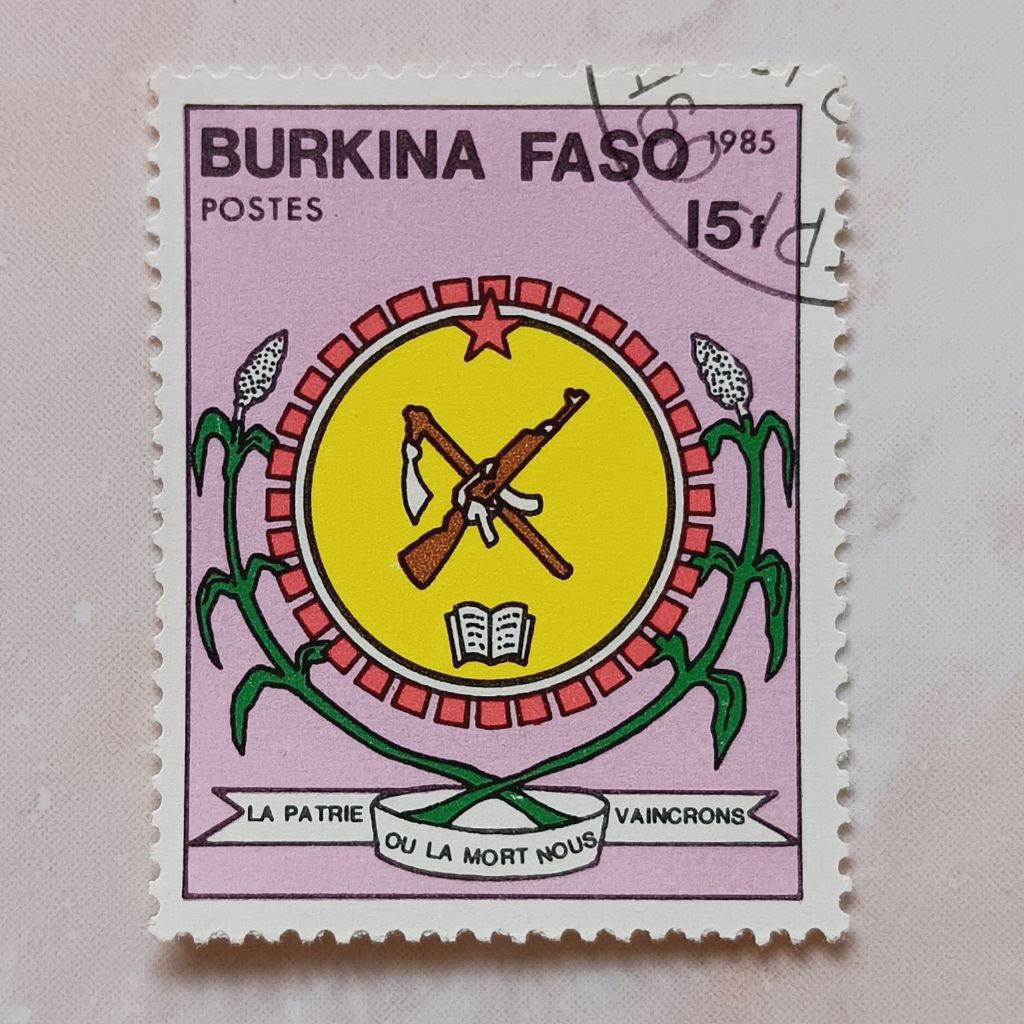 BURKINA FASO 1985
POSTES
15f
LA PATRIE OU LA MORT NOUS VAINCRONS